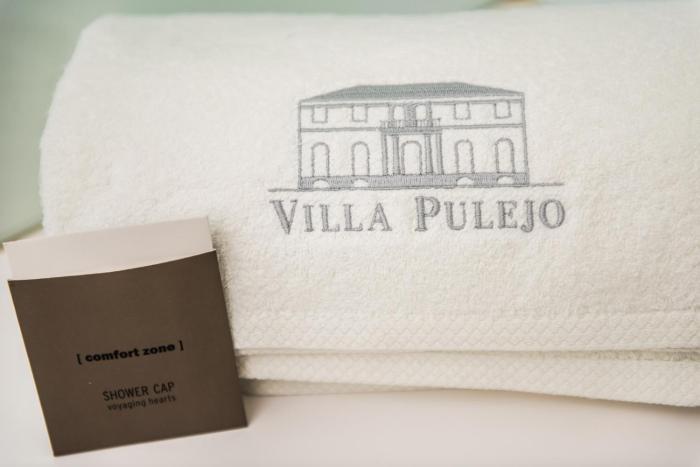 VILLA PULEJO
[ comfort zone ]
SHOWER CAP
voyaging hearts